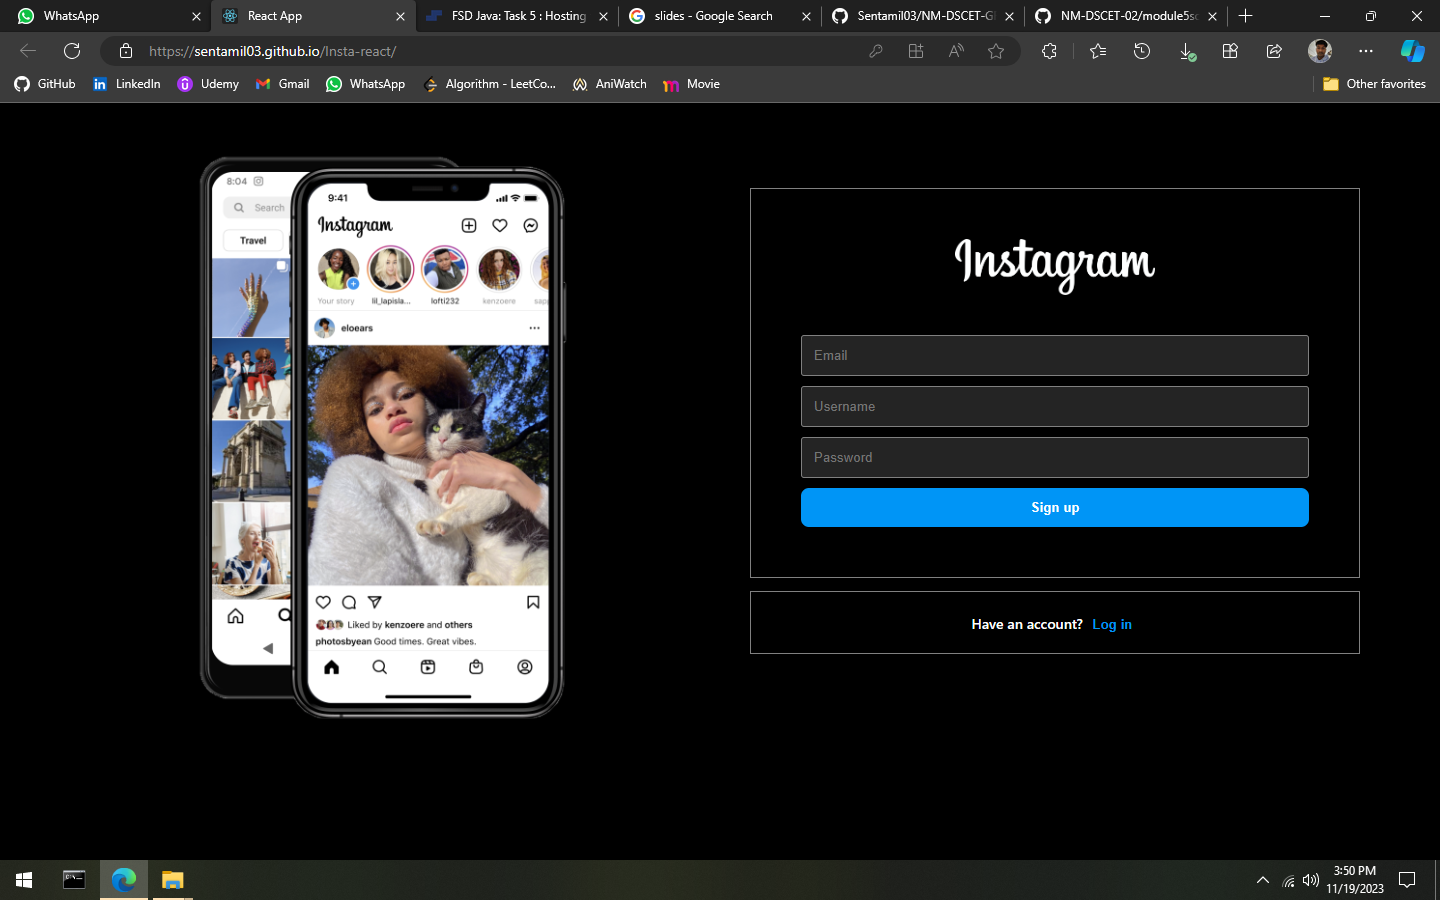 WhatsApp
React App
FSD Java: Task 5 : Hosting
slides - Google Search
Sentamil03/NM-DSCET-G
NM-DSCET-02/module5s
https://sentamil03.github.io/Insta-react/
GitHub
LinkedIn
Udemy
Gmail
WhatsApp
Algorithm - LeetCo...
AniWatch
Movie
Other favorites
8:04
Search
Travel
9:41
Instagram
Your story
lil_lapisla...
lofti232
kenzoere
sap
eloears
Liked by kenzoere and others
photosbyean Good times. Great vibes.
Instagram
Email
Username
Password
Sign up
Have an account? Log in
3:50 PM
11/19/2023